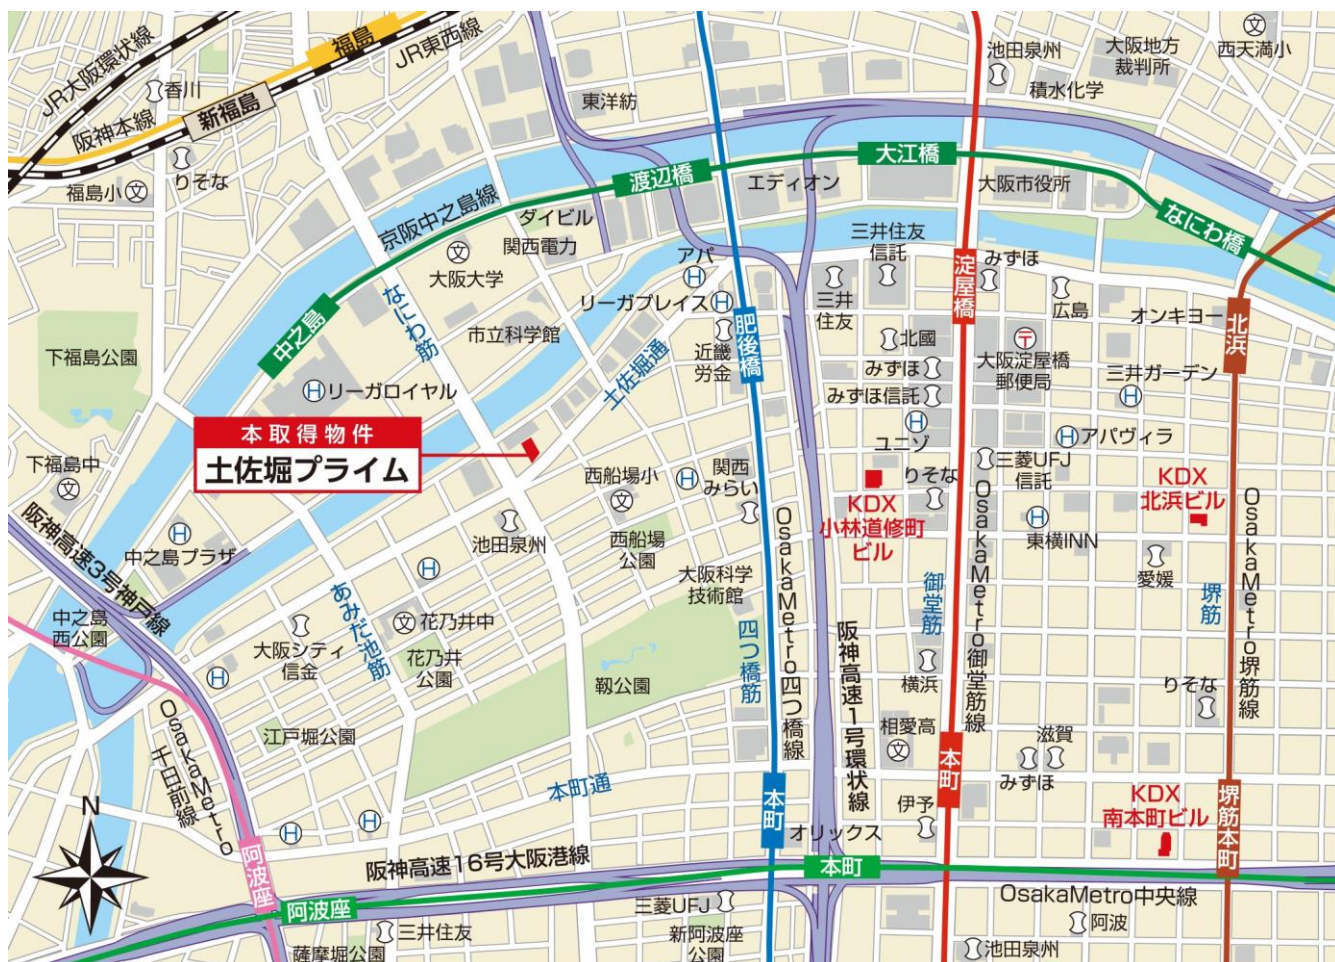 JR大阪環状線
福島
JR東西線
新福島
阪神本線
香川
りそな
福島小
東洋紡
池田泉州
大阪地方
裁判所
西天満小
積水化学
渡辺橋
大江橋
エディオン
大阪市役所
なにわ橋
京阪中之島線
ダイビル
関西電力
大阪大学
アパ
リーガプレイス
三井住友
信託
三井
住友
淀屋橋
みずほ
広島
オンキヨー
北浜
中之島
なにわ筋
市立科学館
土佐堀通
近畿
労金
肥後橋
北國
みずほ
みずほ信託
大阪淀屋橋
郵便局
三井ガーデン
下福島公園
リーガロイヤル
ユニゾ
アパヴィラ
本取得物件
土佐堀プライム
下福島中
西船場小
関西
みらい
りそな
三菱UFJ
信託
KDX
小林道修町
ビル
KDX
北浜ビル
東横INN
愛媛
阪神高速3号神戸線
中之島プラザ
池田泉州
西船場
公園
大阪科学
技術館
OsakaMetro四つ橋線
御堂筋
OsakaMetro御堂筋線
堺筋
OsakaMetro堺筋線
中之島
西公園
あみだ池筋
花乃井中
花乃井
公園
大阪シティ
信金
靱公園
四つ橋筋
阪神高速1号環状線
横浜
相愛高
りそな
滋賀
みずほ
江戸堀公園
OsakaMetro
千日前線
本町通
本町
本町
伊予
オリックス
KDX
南本町ビル
堺筋本町
N
阿波座
阪神高速16号大阪港線
阿波座
本町
OsakaMetro中央線
三井住友
薩摩堀公園
三菱UFJ
新阿波座
公園
阿波
池田泉州